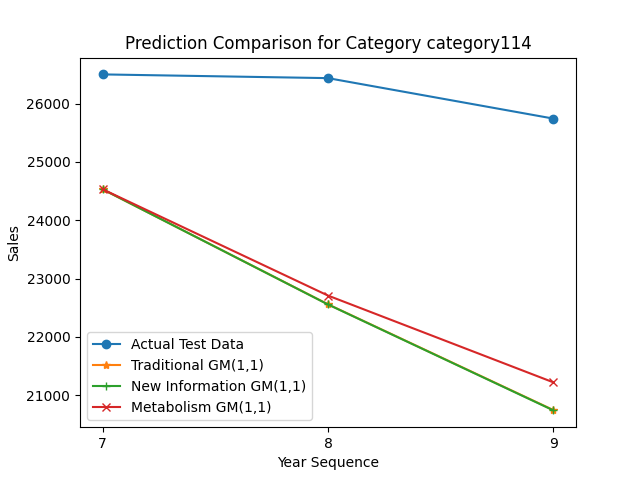 Prediction Comparison for Category category114
26000
25000
24000
23000
22000
21000
Sales
Actual Test Data
Traditional GM(1,1)
New Information GM(1,1)
Metabolism GM(1,1)
7
8
9
Year Sequence